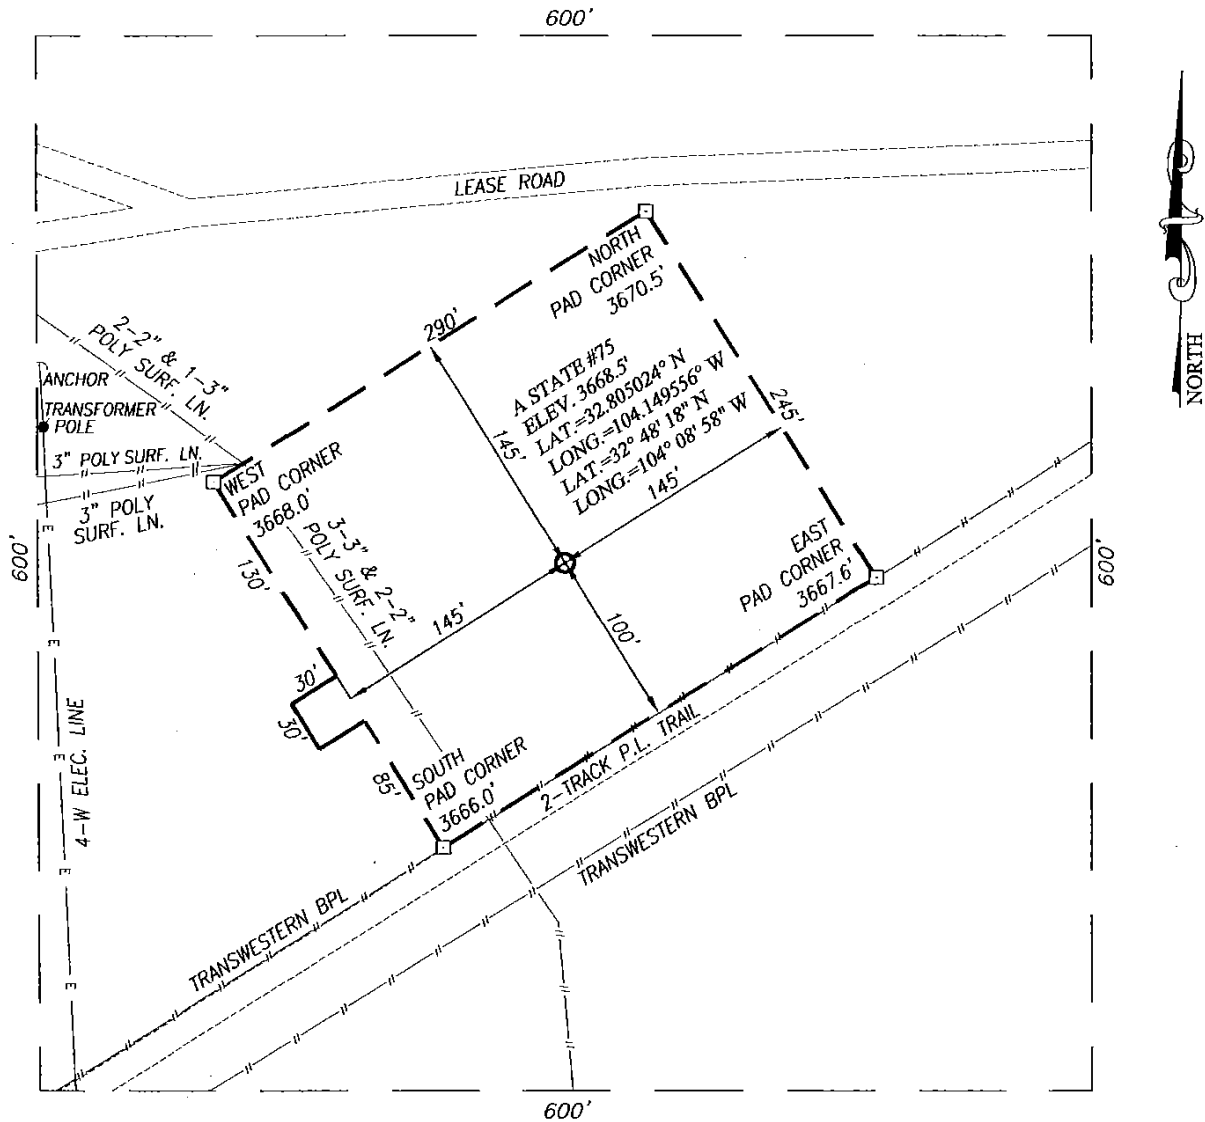 600'
LEASE ROAD
NORTH
NORTH
PAD CORNER
3670.5'
290'
2-2" & 1-3"
POLY SURF. LN.
ANCHOR
TRANSFORMER
POLE
3" POLY SURF. LN.
3" POLY
SURF. LN.
WEST
PAD CORNER
3668.0'
A STATE #75
ELEV. 3668.5'
LAT.=32.805024° N
LONG.=104.149556° W
LAT.=32° 48' 18" N
LONG.=104° 08' 58" W
145'
245'
145'
3-3" & 2-2"
POLY SURF. LN.
EAST
PAD CORNER
3667.6'
600'
600'
130'
145'
100'
30'
30'
85'
SOUTH
PAD CORNER
3666.0'
2-TRACK P.L. TRAIL
TRANSWESTERN BPL
TRANSWESTERN BPL
E
E
E
4-W ELEC. LINE
E
E
600'